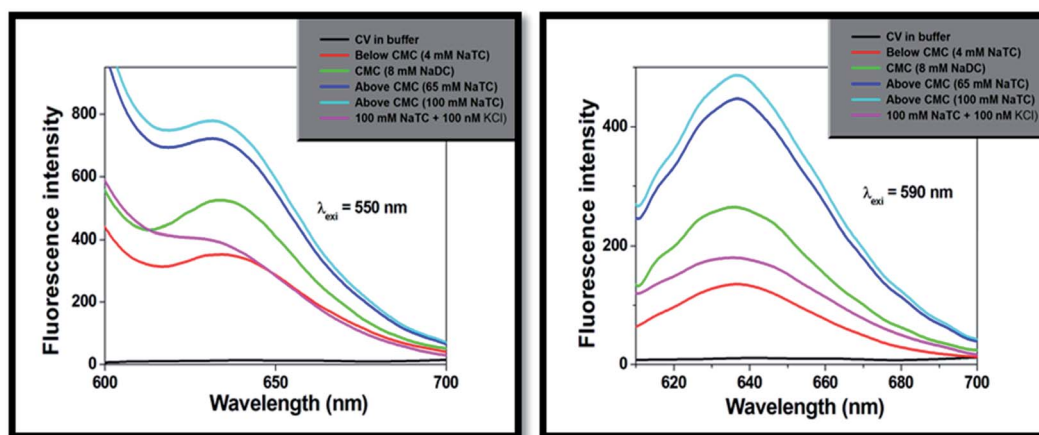 CV in buffer
Below CMC (4 mM NaTC)
CMC (8 mM NaDC)
Above CMC (65 mM NaTC)
Above CMC (100 mM NaTC)
100 mM NaTC + 100 nM KCl)
800
600
400
200
0
Fluorescence intensity
λexi = 550 nm
600
650
700
Wavelength (nm)
CV in buffer
Below CMC (4 mM NaTC)
CMC (8 mM NaDC)
Above CMC (65 mM NaTC)
Above CMC (100 mM NaTC)
100 mM NaTC + 100 nM KCl)
400
200
0
Fluorescence intensity
λexi = 590 nm
620
640
660
680
700
Wavelength (nm)